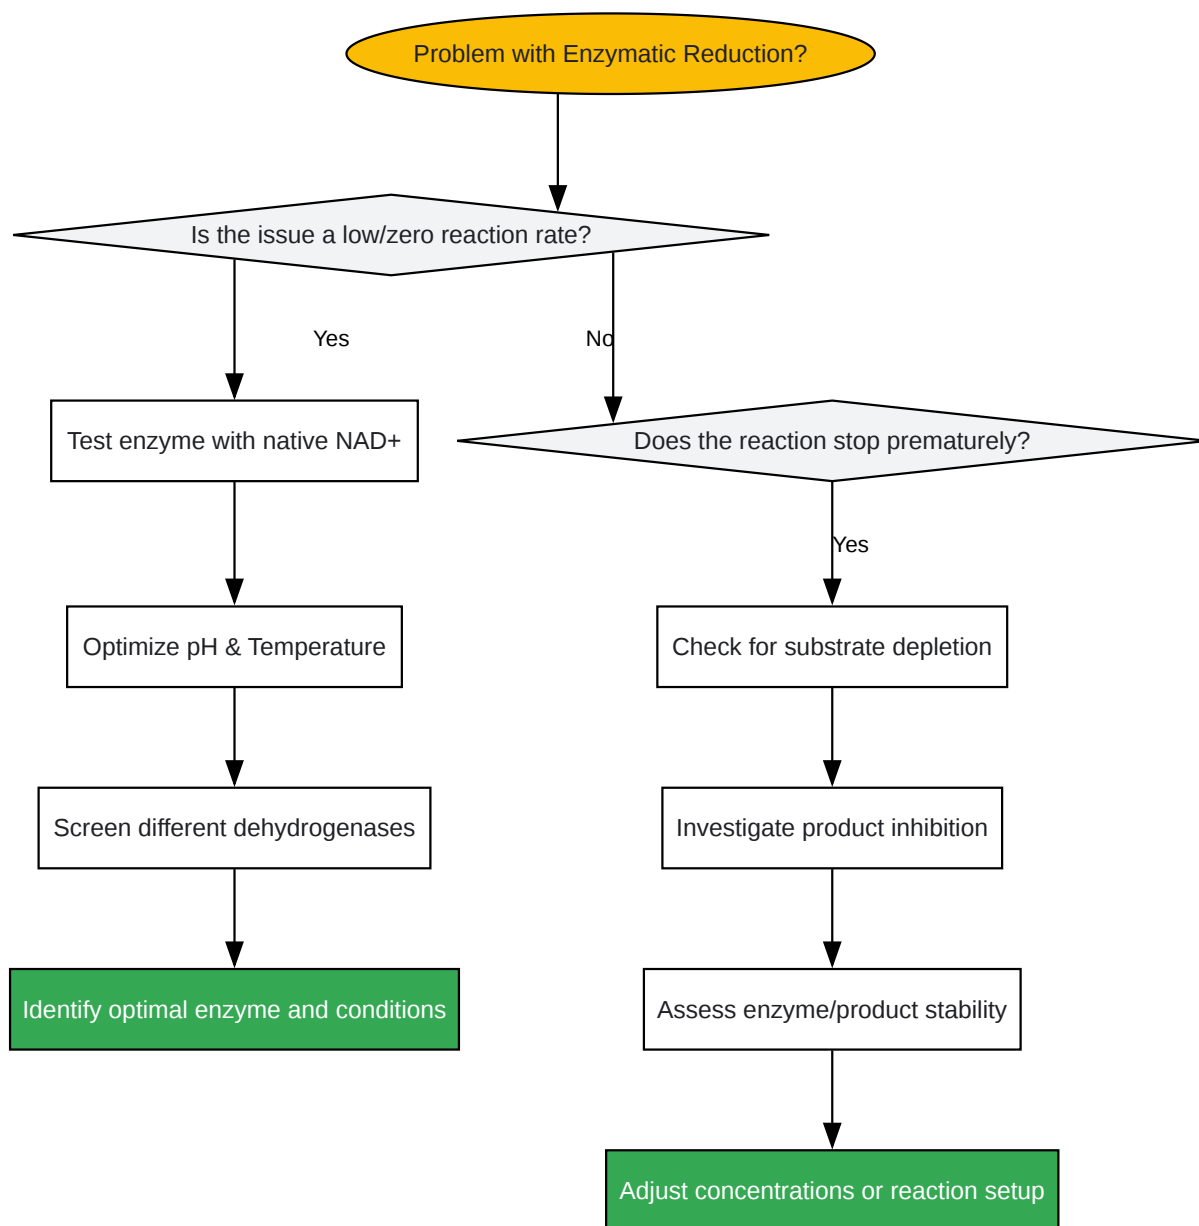 Problem with Enzymatic Reduction?
Is the issue a low/zero reaction rate?
Yes
No
Test enzyme with native NAD+
Does the reaction stop prematurely?
Yes
Optimize pH & Temperature
Check for substrate depletion
Screen different dehydrogenases
Investigate product inhibition
Identify optimal enzyme and conditions
Assess enzyme/product stability
Adjust concentrations or reaction setup